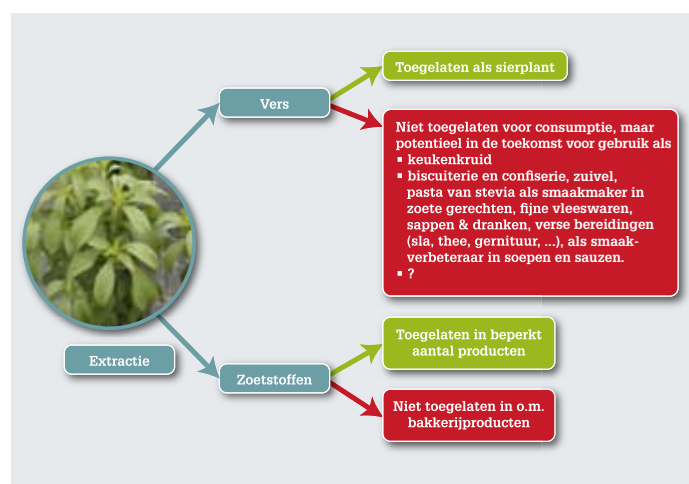 Toegelaten als sierplant
Vers
Niet toegelaten voor consumptie, maar
potentieel in de toekomst voor gebruik als
▪ keukenkruid
▪ biscuiterie en confiserie, zuivel,
pasta van stevia als smaakmaker in
zoete gerechten, fijne vleeswaren,
sappen & dranken, verse bereidingen
(sla, thee, gernituur, ...), als smaak-
verbeteraar in soepen en sauzen.
▪ ?
Extractie
Zoetstoffen
Toegelaten in beperkt
aantal producten
Niet toegelaten in o.m.
bakkerijproducten